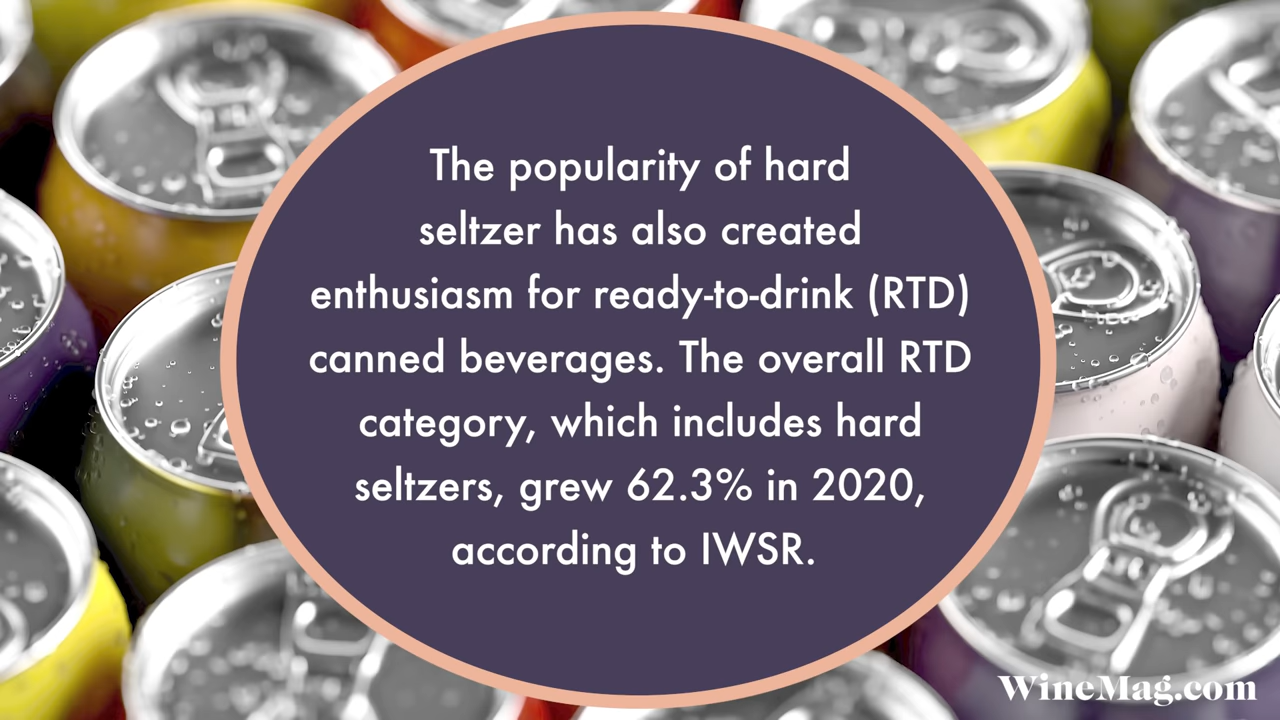 The popularity of hard
seltzer has also created
enthusiasm for ready-to-drink (RTD)
canned beverages. The overall RTD
category, which includes hard
seltzers, grew 62.3% in 2020,
according to IWSR.
WineMag.com